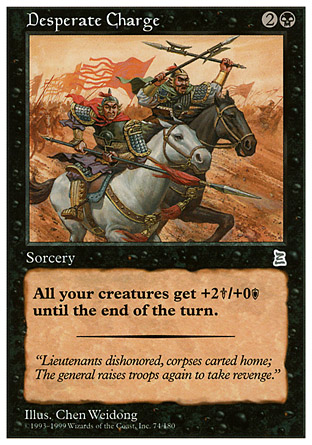 Desperate Charge 2
Sorcery
All your creatures get +2/+0
until the end of the turn.
"Lieutenants dishonored, corpses carted home;
The general raises troops again to take revenge."
Illus. Chen Weidong
©1993-1999 Wizards of the Coast, Inc. 74/180